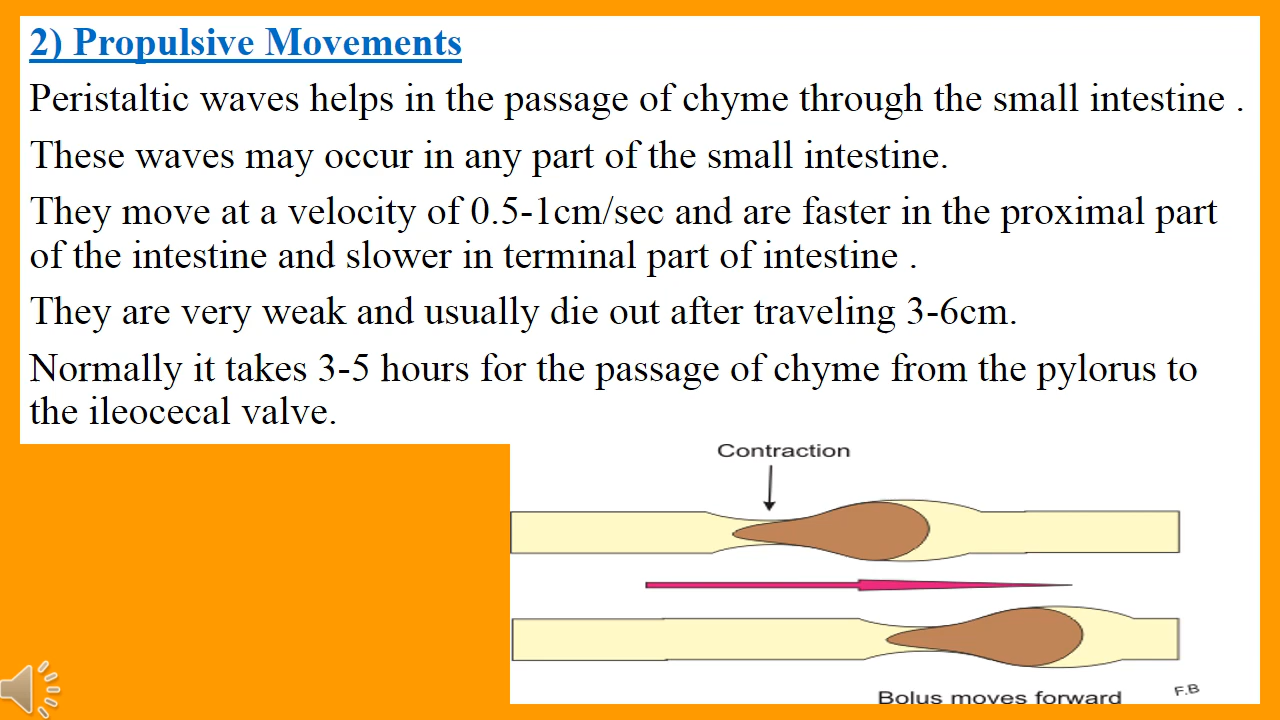 2) Propulsive Movements
Peristaltic waves helps in the passage of chyme through the small intestine .
These waves may occur in any part of the small intestine.
They move at a velocity of 0.5-1cm/sec and are faster in the proximal part
of the intestine and slower in terminal part of intestine .
They are very weak and usually die out after traveling 3-6cm.
Normally it takes 3-5 hours for the passage of chyme from the pylorus to
the ileocecal valve.
Contraction
Bolus moves forward
F.B